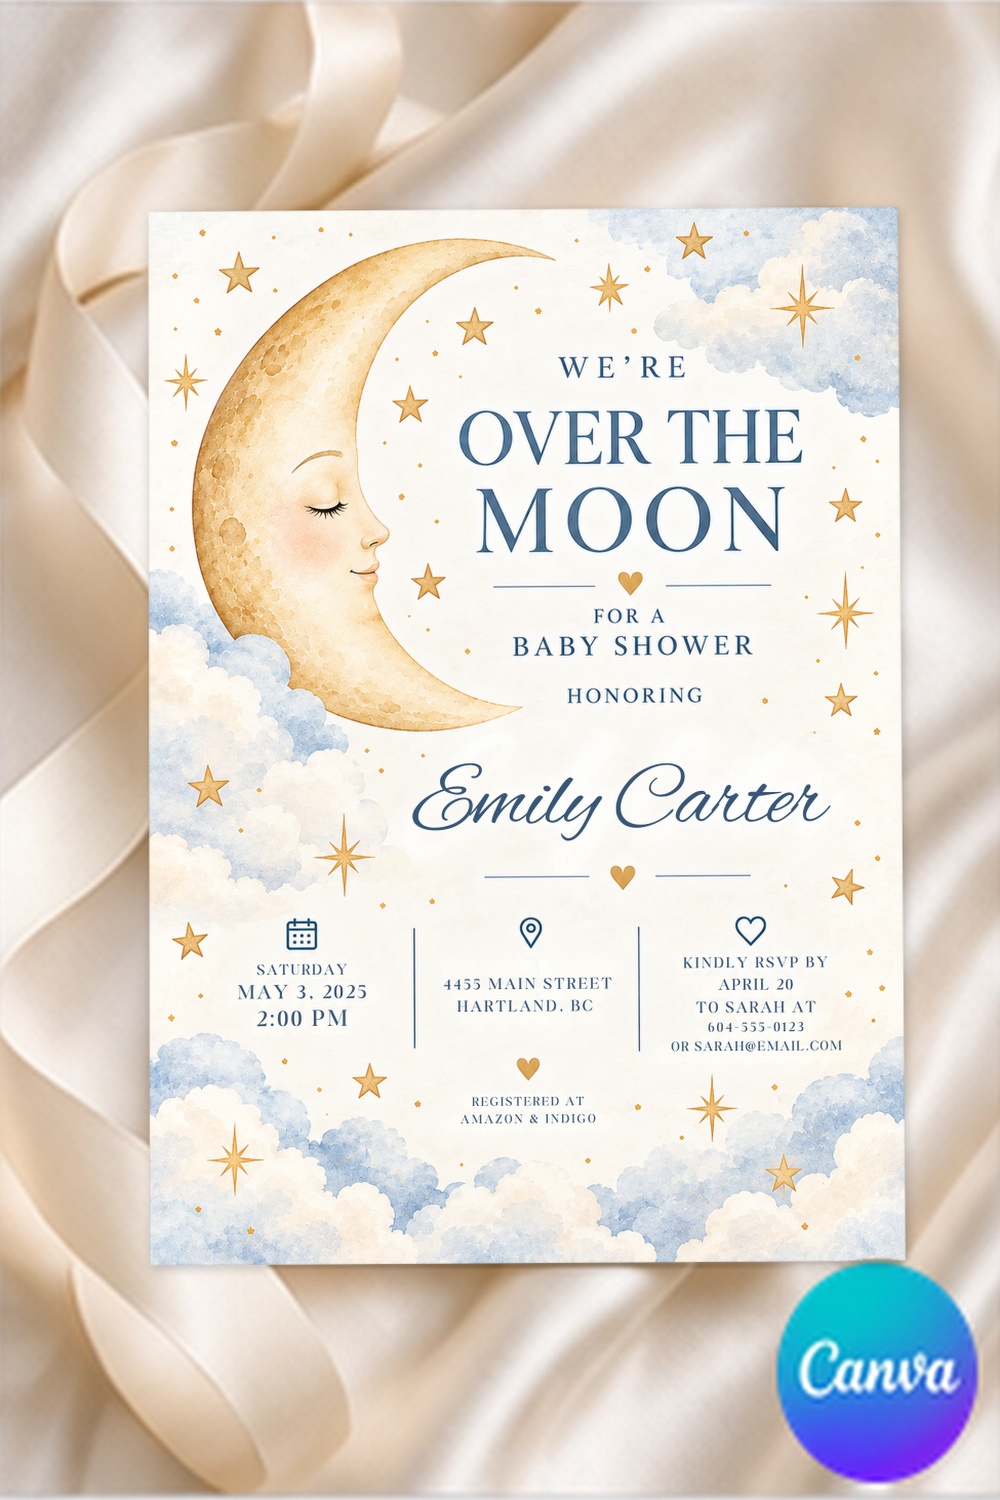 WE'RE
OVER THE
MOON
FOR A
BABY SHOWER
HONORING
Emily Carter
SATURDAY
MAY 3, 2025
2:00 PM
4455 MAIN STREET
HARTLAND, BC
KINDLY RSVP BY
APRIL 20
TO SARAH AT
604-555-0123
OR SARAH@EMAIL.COM
REGISTERED AT
AMAZON & INDIGO
Canva